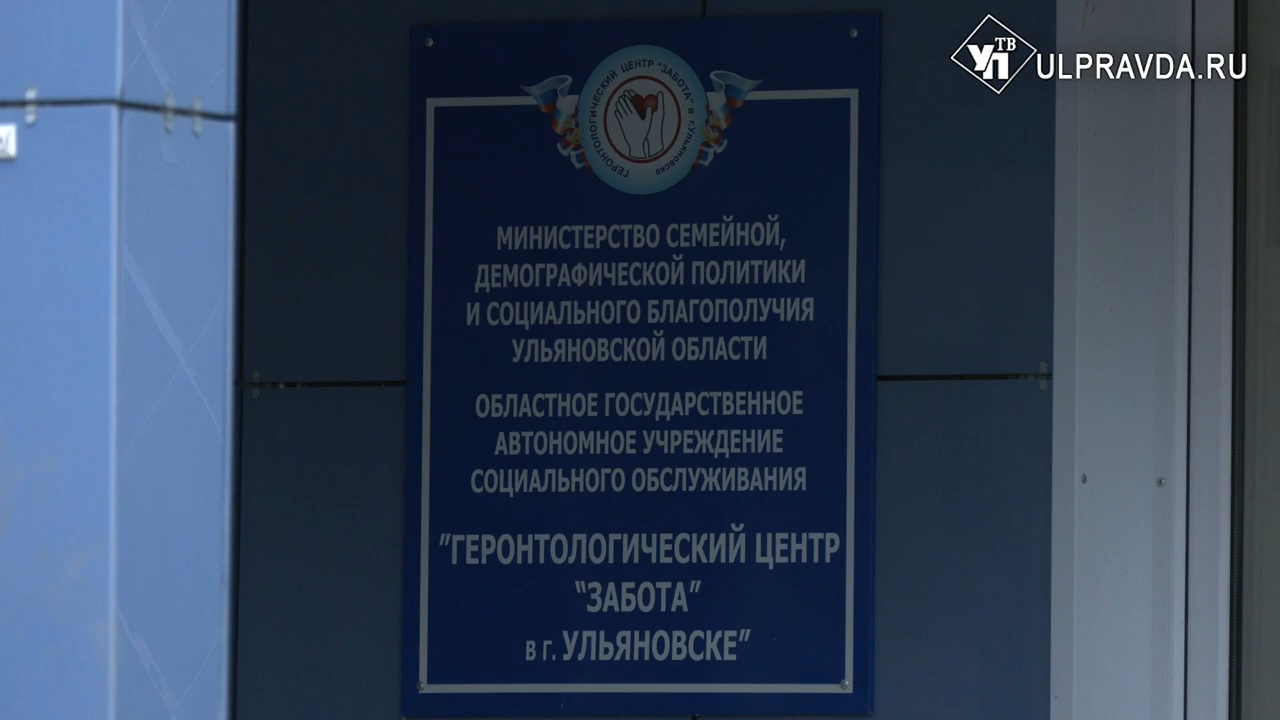 УП ТВ ULPRAVDA.RU
ГЕРОНТОЛОГИЧЕСКИЙ ЦЕНТР "ЗАБОТА" в г.Ульяновске
МИНИСТЕРСТВО СЕМЕЙНОЙ,
ДЕМОГРАФИЧЕСКОЙ ПОЛИТИКИ
И СОЦИАЛЬНОГО БЛАГОПОЛУЧИЯ
УЛЬЯНОВСКОЙ ОБЛАСТИ
ОБЛАСТНОЕ ГОСУДАРСТВЕННОЕ
АВТОНОМНОЕ УЧРЕЖДЕНИЕ
СОЦИАЛЬНОГО ОБСЛУЖИВАНИЯ
"ГЕРОНТОЛОГИЧЕСКИЙ ЦЕНТР
"ЗАБОТА"
в г. УЛЬЯНОВСКЕ"